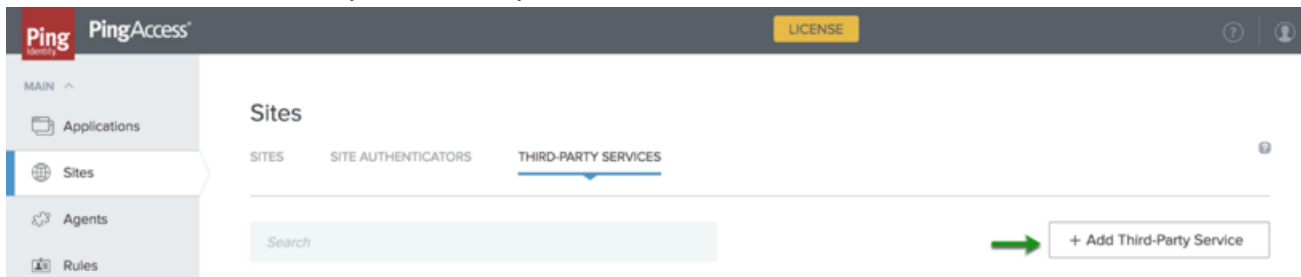 Ping
Identity
PingAccess®
LICENSE
?
MAIN
Applications
Sites
Agents
Rules
Sites
SITES SITE AUTHENTICATORS THIRD-PARTY SERVICES
?
Search
+ Add Third-Party Service